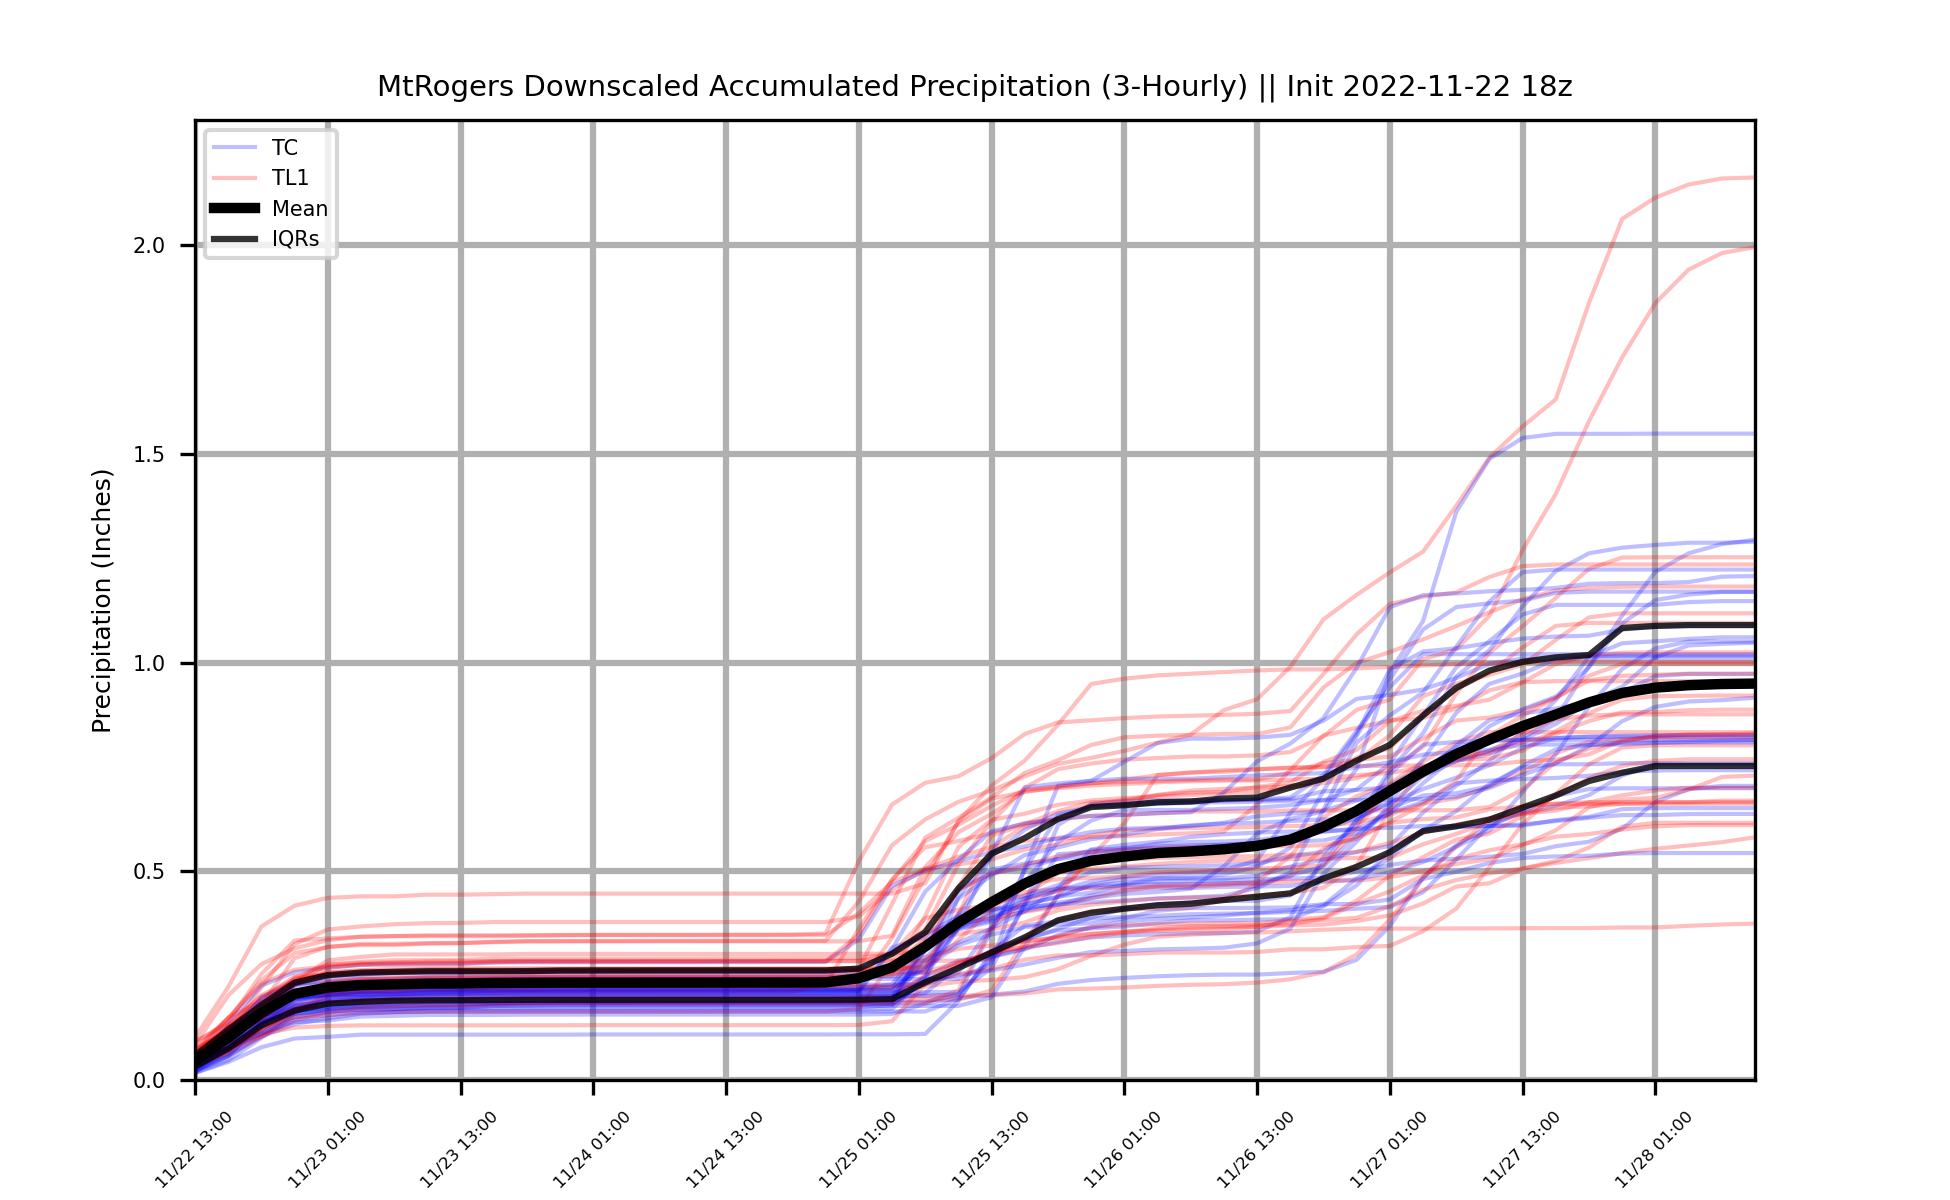 MtRogers Downscaled Accumulated Precipitation (3-Hourly) || Init 2022-11-22 18z
TC
TL1
Mean
IQRs
Precipitation (Inches)
2.0
1.5
1.0
0.5
0.0
11/22 13:00
11/23 01:00
11/23 13:00
11/24 01:00
11/24 13:00
11/25 01:00
11/25 13:00
11/26 01:00
11/26 13:00
11/27 01:00
11/27 13:00
11/28 01:00